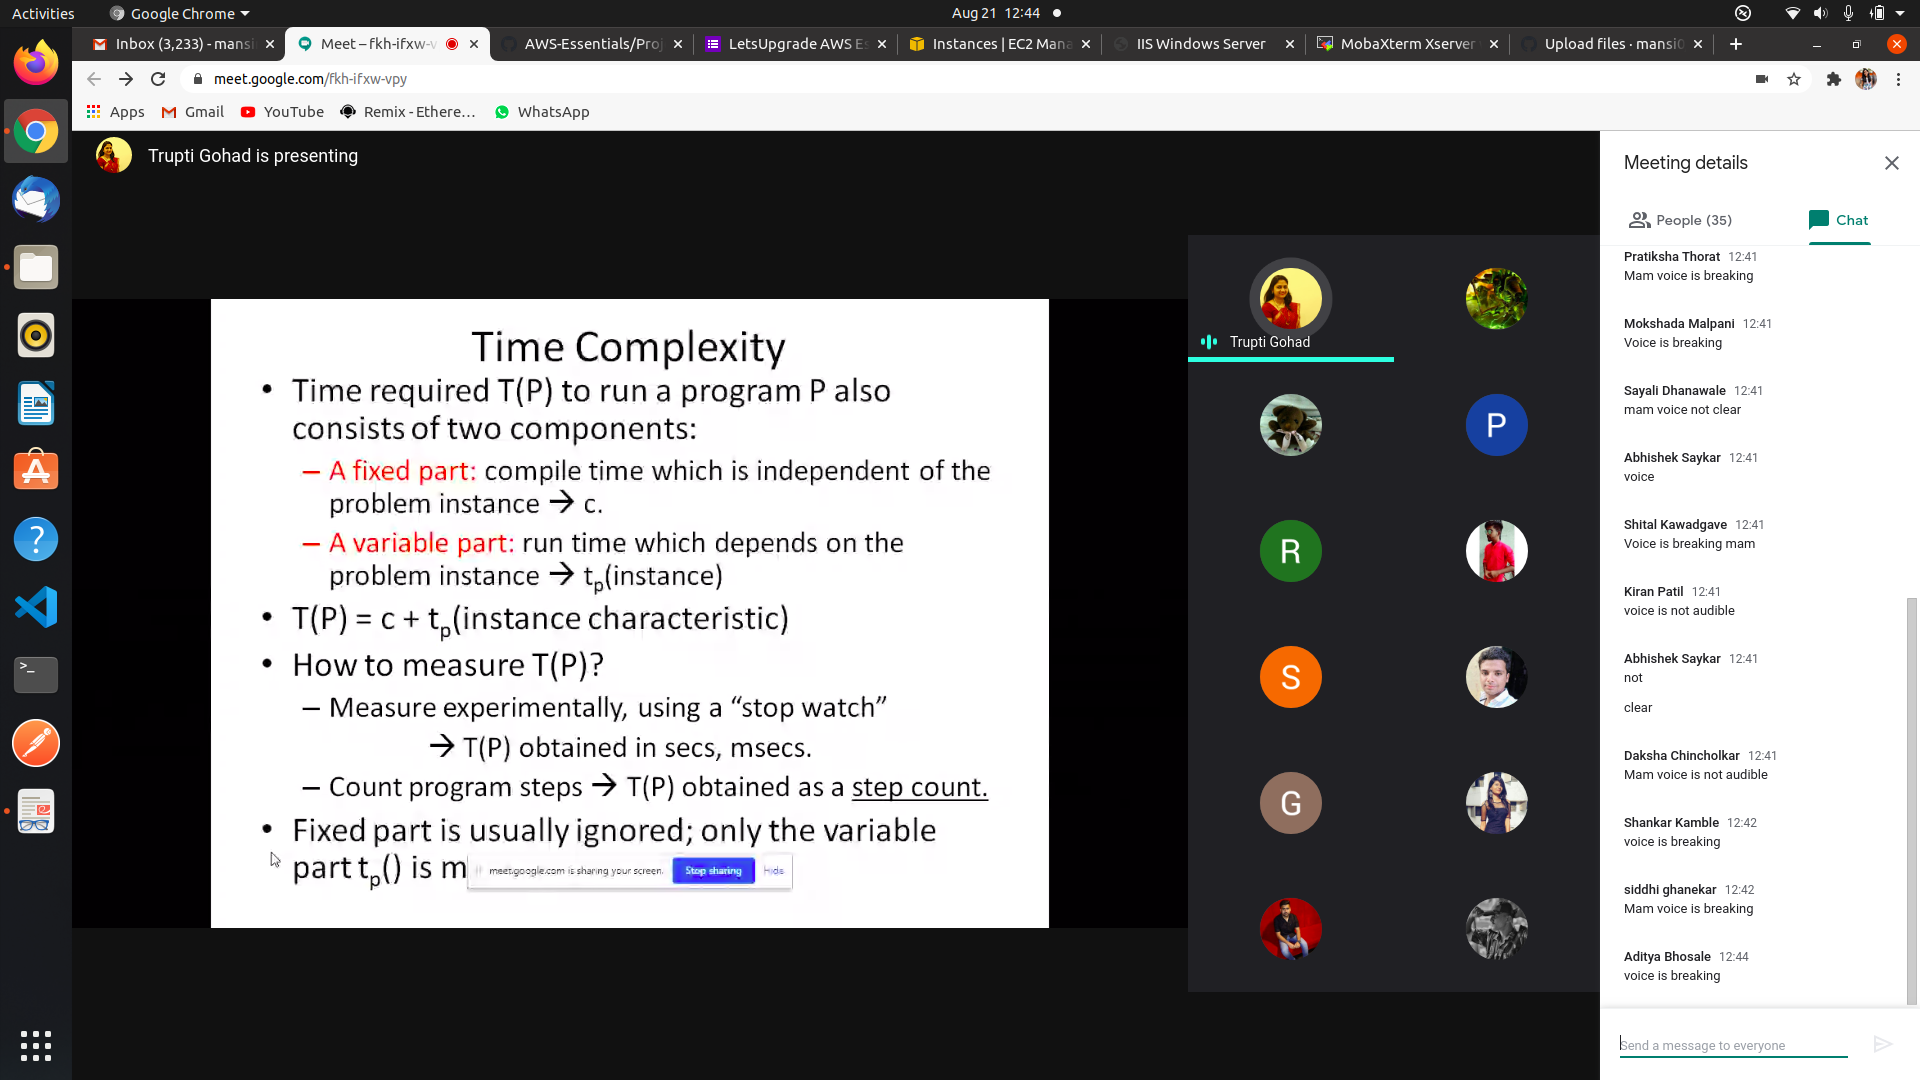 Activities
Google Chrome
Aug 21 12:44
Inbox (3,233) - mansi
Meet – fkh-ifxw-v
AWS-Essentials/Proj
LetsUpgrade AWS Es
Instances | EC2 Mana
IIS Windows Server
MobaXterm Xserver
Upload files · mansi0
meet.google.com/fkh-ifxw-vpy
Apps
Gmail
YouTube
Remix - Ethere…
WhatsApp
Trupti Gohad is presenting
Time Complexity
• Time required T(P) to run a program P also
consists of two components:
– A fixed part: compile time which is independent of the
problem instance → c.
– A variable part: run time which depends on the
problem instance → tp(instance)
• T(P) = c + tp(instance characteristic)
• How to measure T(P)?
– Measure experimentally, using a “stop watch”
→ T(P) obtained in secs, msecs.
– Count program steps → T(P) obtained as a step count.
• Fixed part is usually ignored; only the variable
part tp() is m
meet.google.com is sharing your screen.
Stop sharing
Hide
Trupti Gohad
P
R
S
G
Meeting details
People (35)
Chat
Pratiksha Thorat 12:41
Mam voice is breaking
Mokshada Malpani 12:41
Voice is breaking
Sayali Dhanawale 12:41
mam voice not clear
Abhishek Saykar 12:41
voice
Shital Kawadgave 12:41
Voice is breaking mam
Kiran Patil 12:41
voice is not audible
Abhishek Saykar 12:41
not
clear
Daksha Chincholkar 12:41
Mam voice is not audible
Shankar Kamble 12:42
voice is breaking
siddhi ghanekar 12:42
Mam voice is breaking
Aditya Bhosale 12:44
voice is breaking
Send a message to everyone